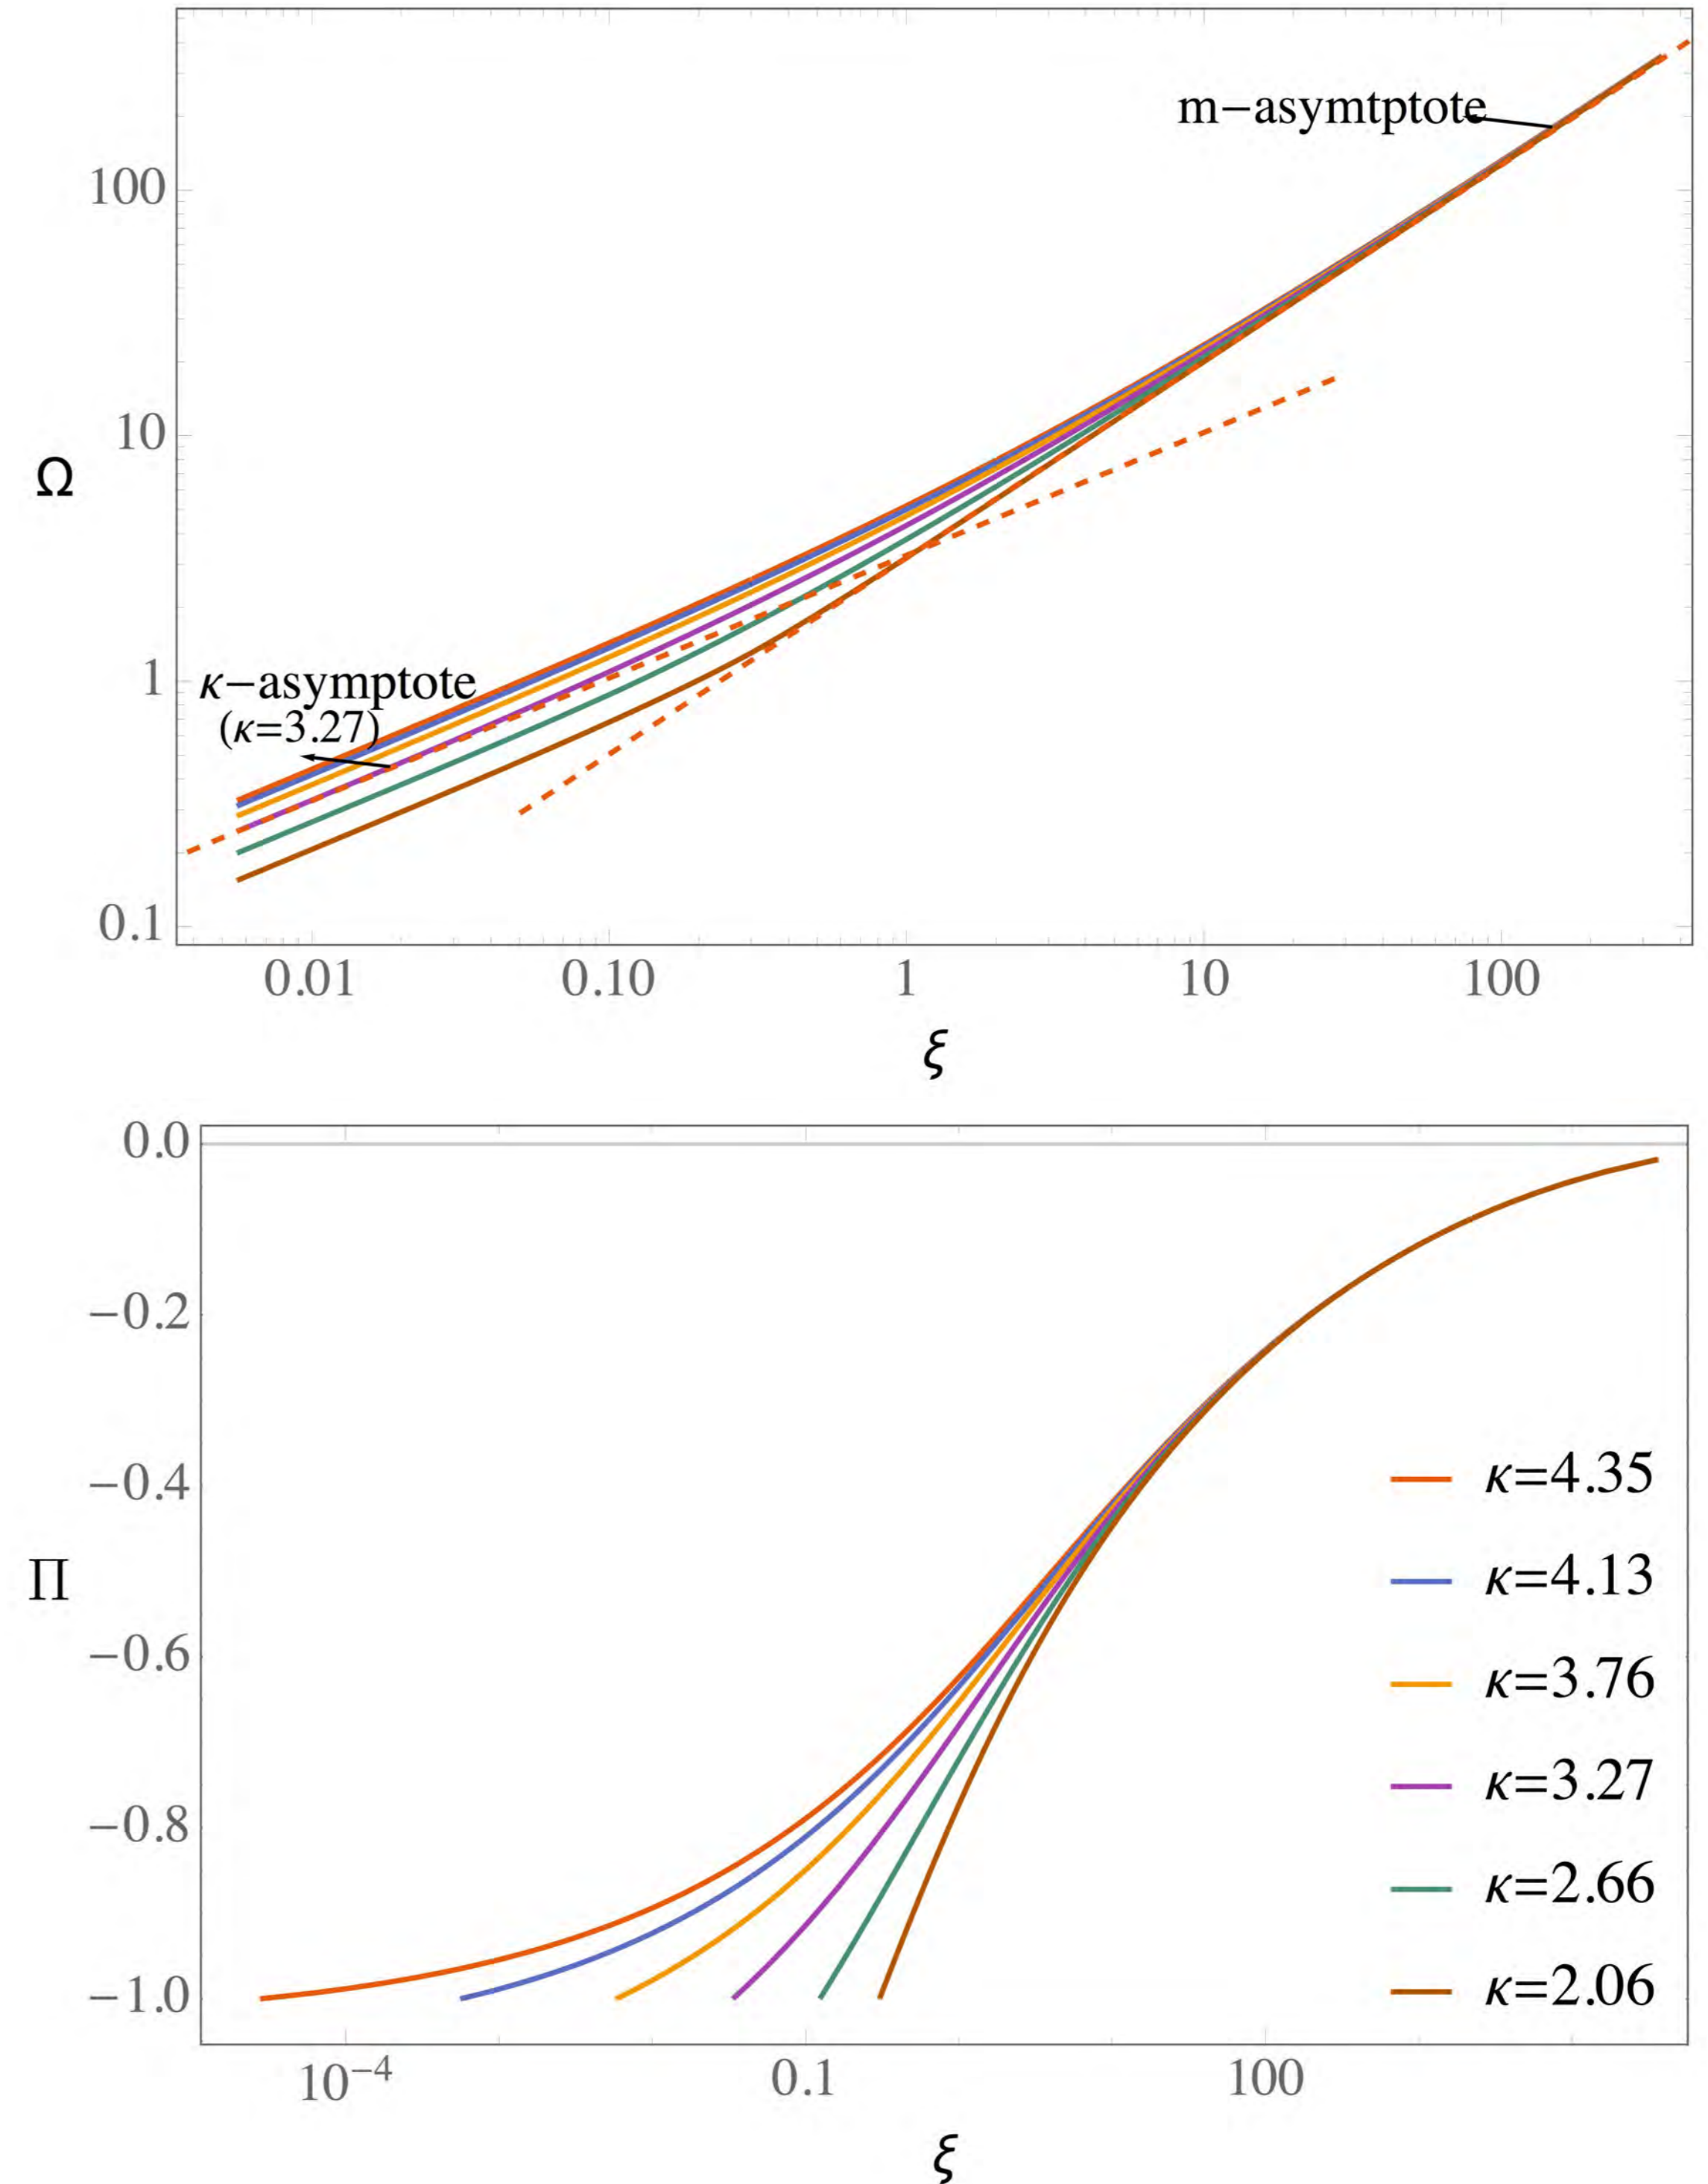 m−asymtptote
100
10
Ω
1
κ−asymptote
(κ=3.27)
0.1
0.01 0.10 1 10 100
ξ
0.0
−0.2
−0.4
κ=4.35
Π
κ=4.13
−0.6
κ=3.76
κ=3.27
−0.8
κ=2.66
−1.0
κ=2.06
10⁻⁴ 0.1 100
ξ